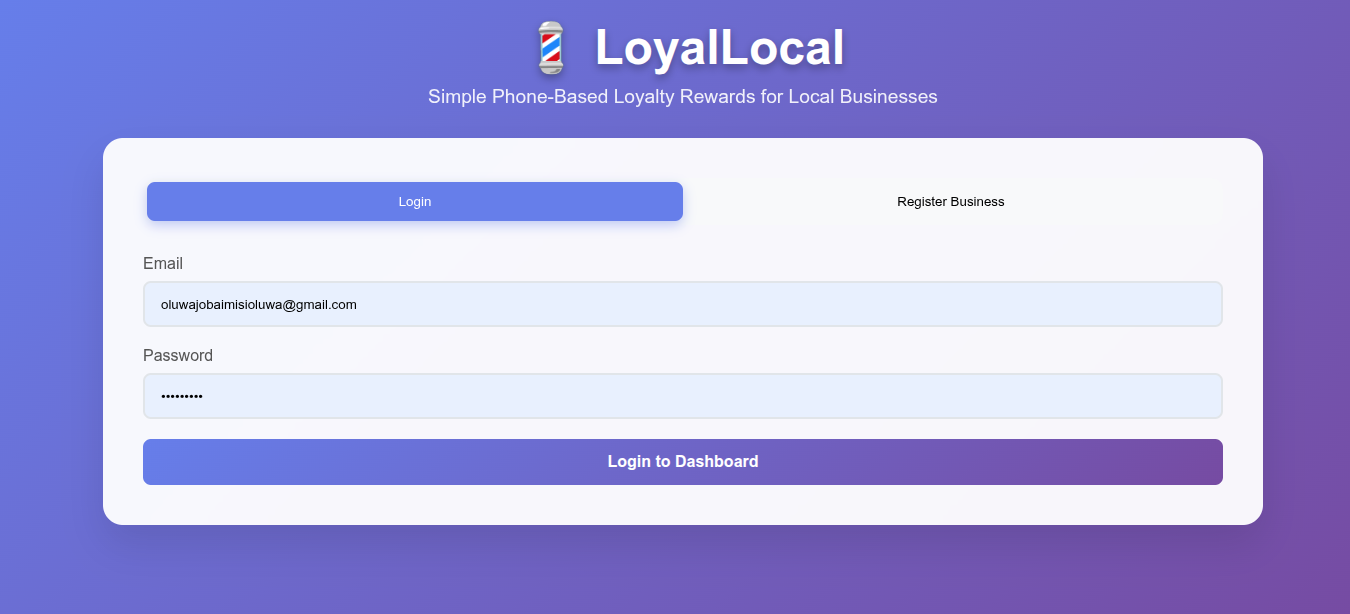 💈 LoyalLocal
Simple Phone-Based Loyalty Rewards for Local Businesses
Login
Register Business
Email
oluwajobaimisioluwa@gmail.com
Password
•••••••••
Login to Dashboard